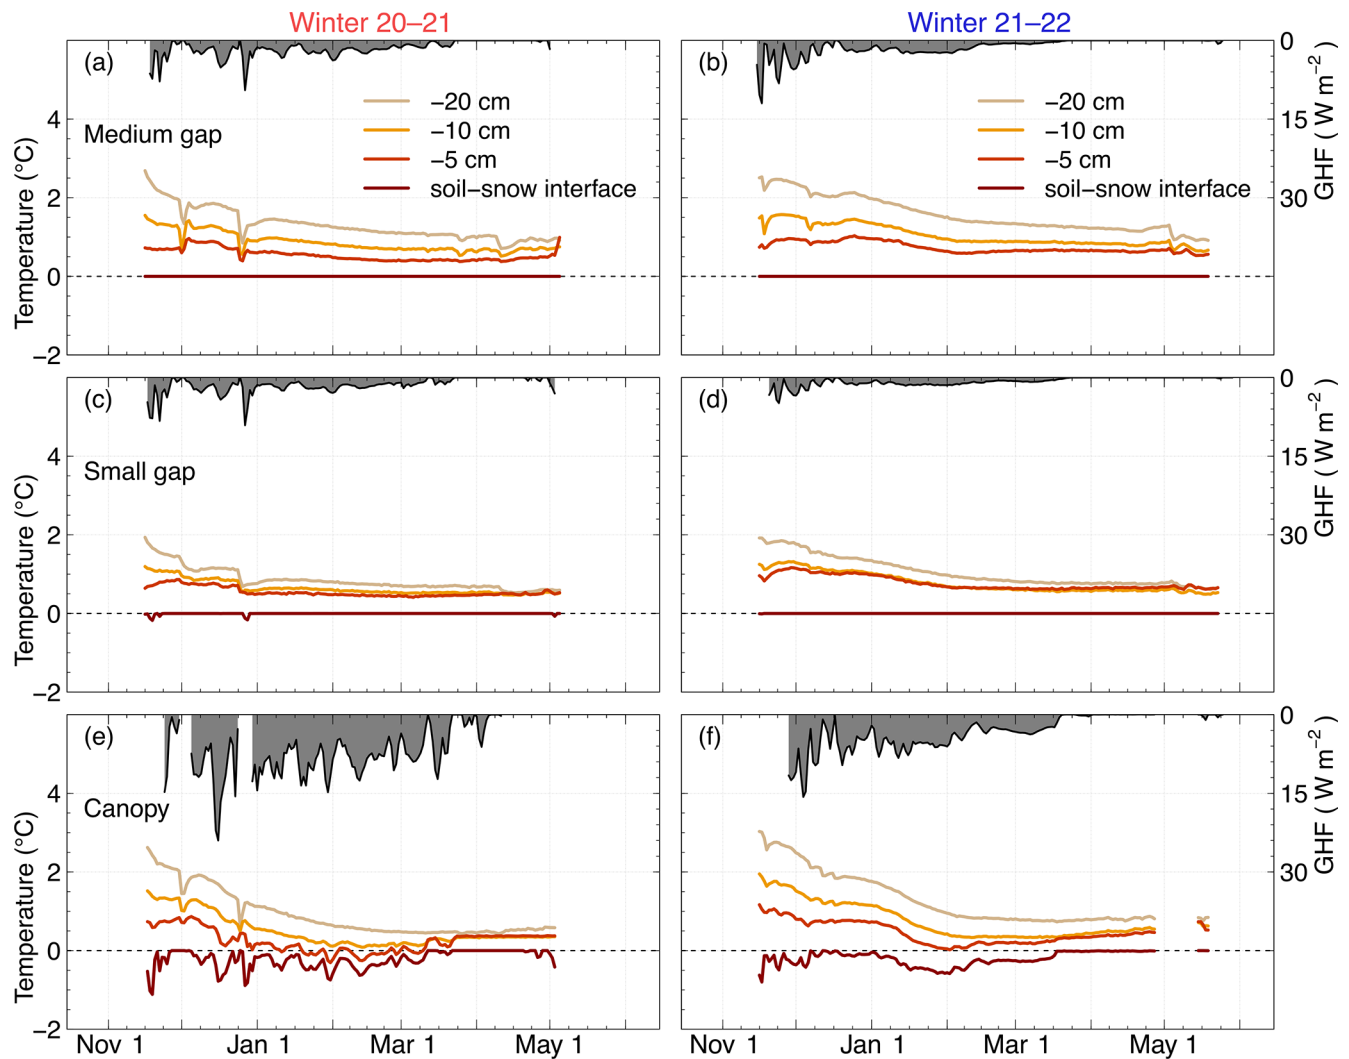 Winter 20–21
Winter 21–22
(a)
(b)
0
−20 cm
−10 cm
−5 cm
soil−snow interface
−20 cm
−10 cm
−5 cm
soil−snow interface
Medium gap
4
2
0
−2
Temperature (°C)
15
30
GHF ( W m−2 )
(c)
(d)
0
Small gap
4
2
0
−2
Temperature (°C)
15
30
GHF ( W m−2 )
(e)
(f)
0
Canopy
4
2
0
−2
Temperature (°C)
15
30
GHF ( W m−2 )
Nov 1 Jan 1 Mar 1 May 1
Nov 1 Jan 1 Mar 1 May 1